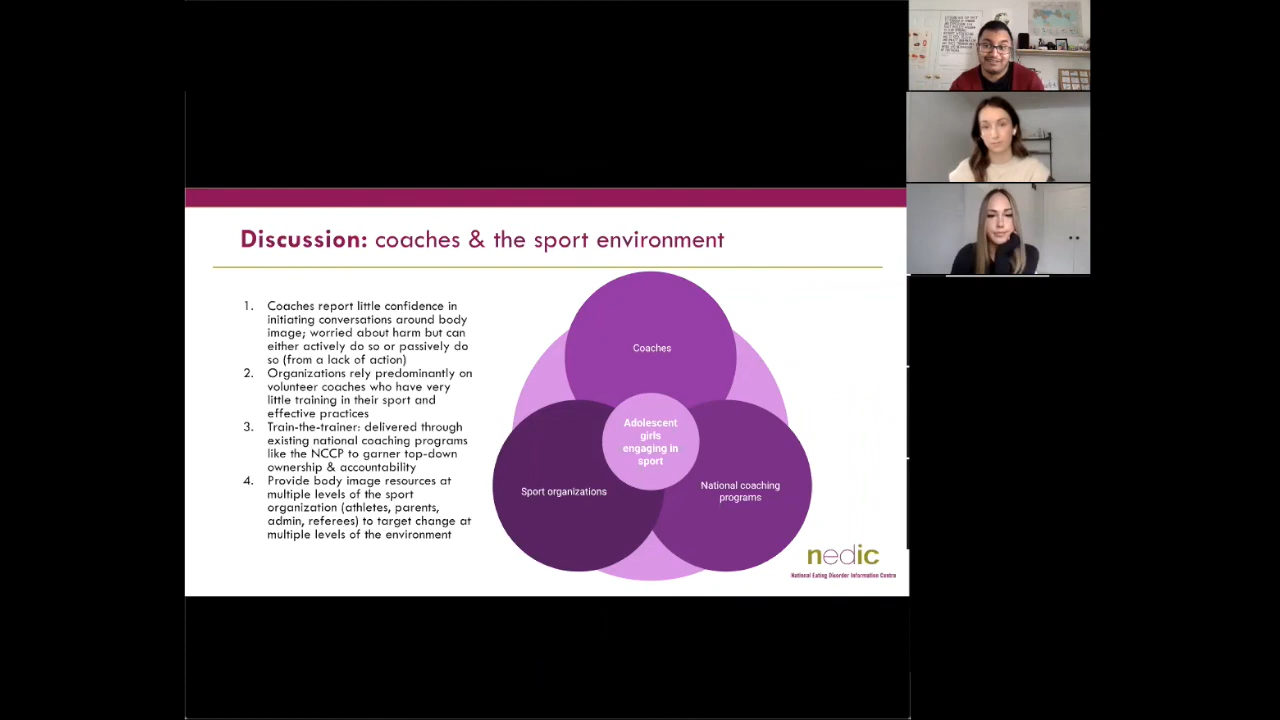 Discussion: coaches & the sport environment
1. Coaches report little confidence in
initiating conversations around body
image; worried about harm but can
either actively do so or passively do
so (from a lack of action)
2. Organizations rely predominantly on
volunteer coaches who have very
little training in their sport and
effective practices
3. Train-the-trainer: delivered through
existing national coaching programs
like the NCCP to garner top-down
ownership & accountability
4. Provide body image resources at
multiple levels of the sport
organization (athletes, parents,
admin, referees) to target change at
multiple levels of the environment
Coaches
Adolescent
girls
engaging in
sport
Sport organizations
National coaching
programs
nedic
National Eating Disorder Information Centre